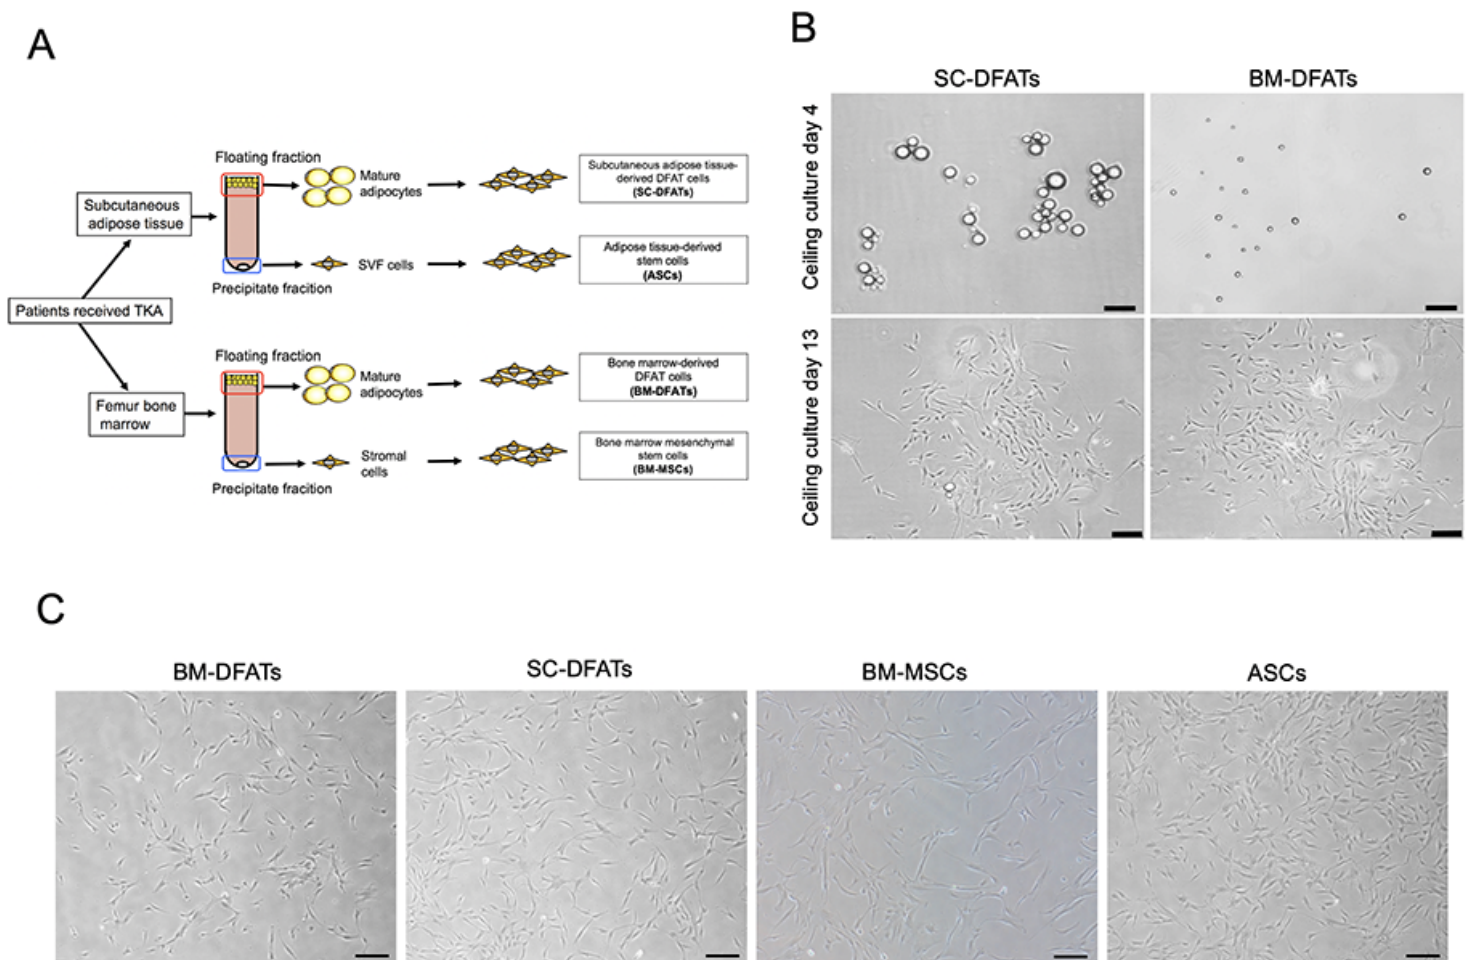 A
Floating fraction
Mature
adipocytes
Subcutaneous adipose tissue-
derived DFAT cells
(SC-DFATs)
Subcutaneous
adipose tissue
SVF cells
Adipose tissue-derived
stem cells
(ASCs)
Precipitate fraction
Patients received TKA
Floating fraction
Mature
adipocytes
Bone marrow-derived
DFAT cells
(BM-DFATs)
Femur bone
marrow
Stromal
cells
Bone marrow mesenchymal
stem cells
(BM-MSCs)
Precipitate fracition
B
SC-DFATs
BM-DFATs
Ceiling culture day 4
Ceiling culture day 13
C
BM-DFATs
SC-DFATs
BM-MSCs
ASCs